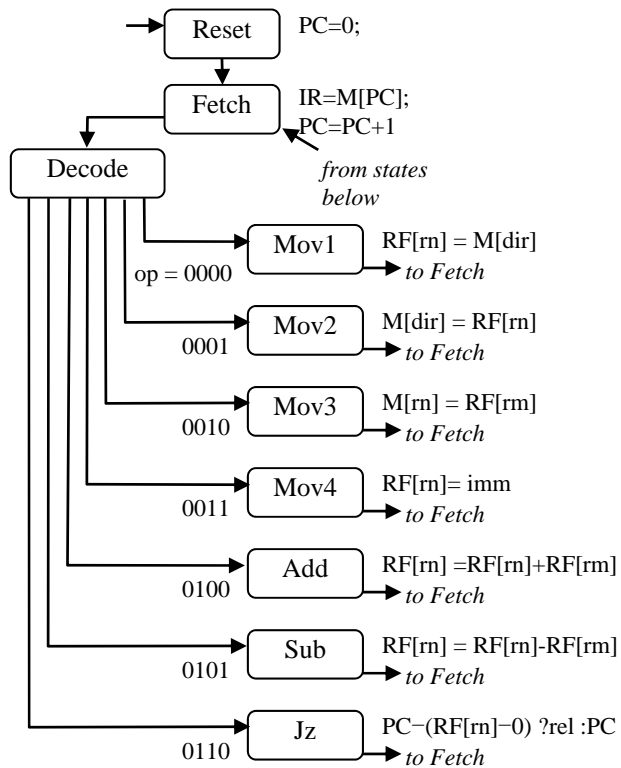 Reset PC=0;
Fetch IR=M[PC];
PC=PC+1
Decode
from states
below
Mov1 RF[rn] = M[dir]
op = 0000 to Fetch
Mov2 M[dir] = RF[rn]
0001 to Fetch
Mov3 M[rn] = RF[rm]
0010 to Fetch
Mov4 RF[rn]= imm
0011 to Fetch
Add RF[rn] =RF[rn]+RF[rm]
0100 to Fetch
Sub RF[rn] = RF[rn]-RF[rm]
0101 to Fetch
Jz PC−(RF[rn]−0) ?rel :PC
0110 to Fetch